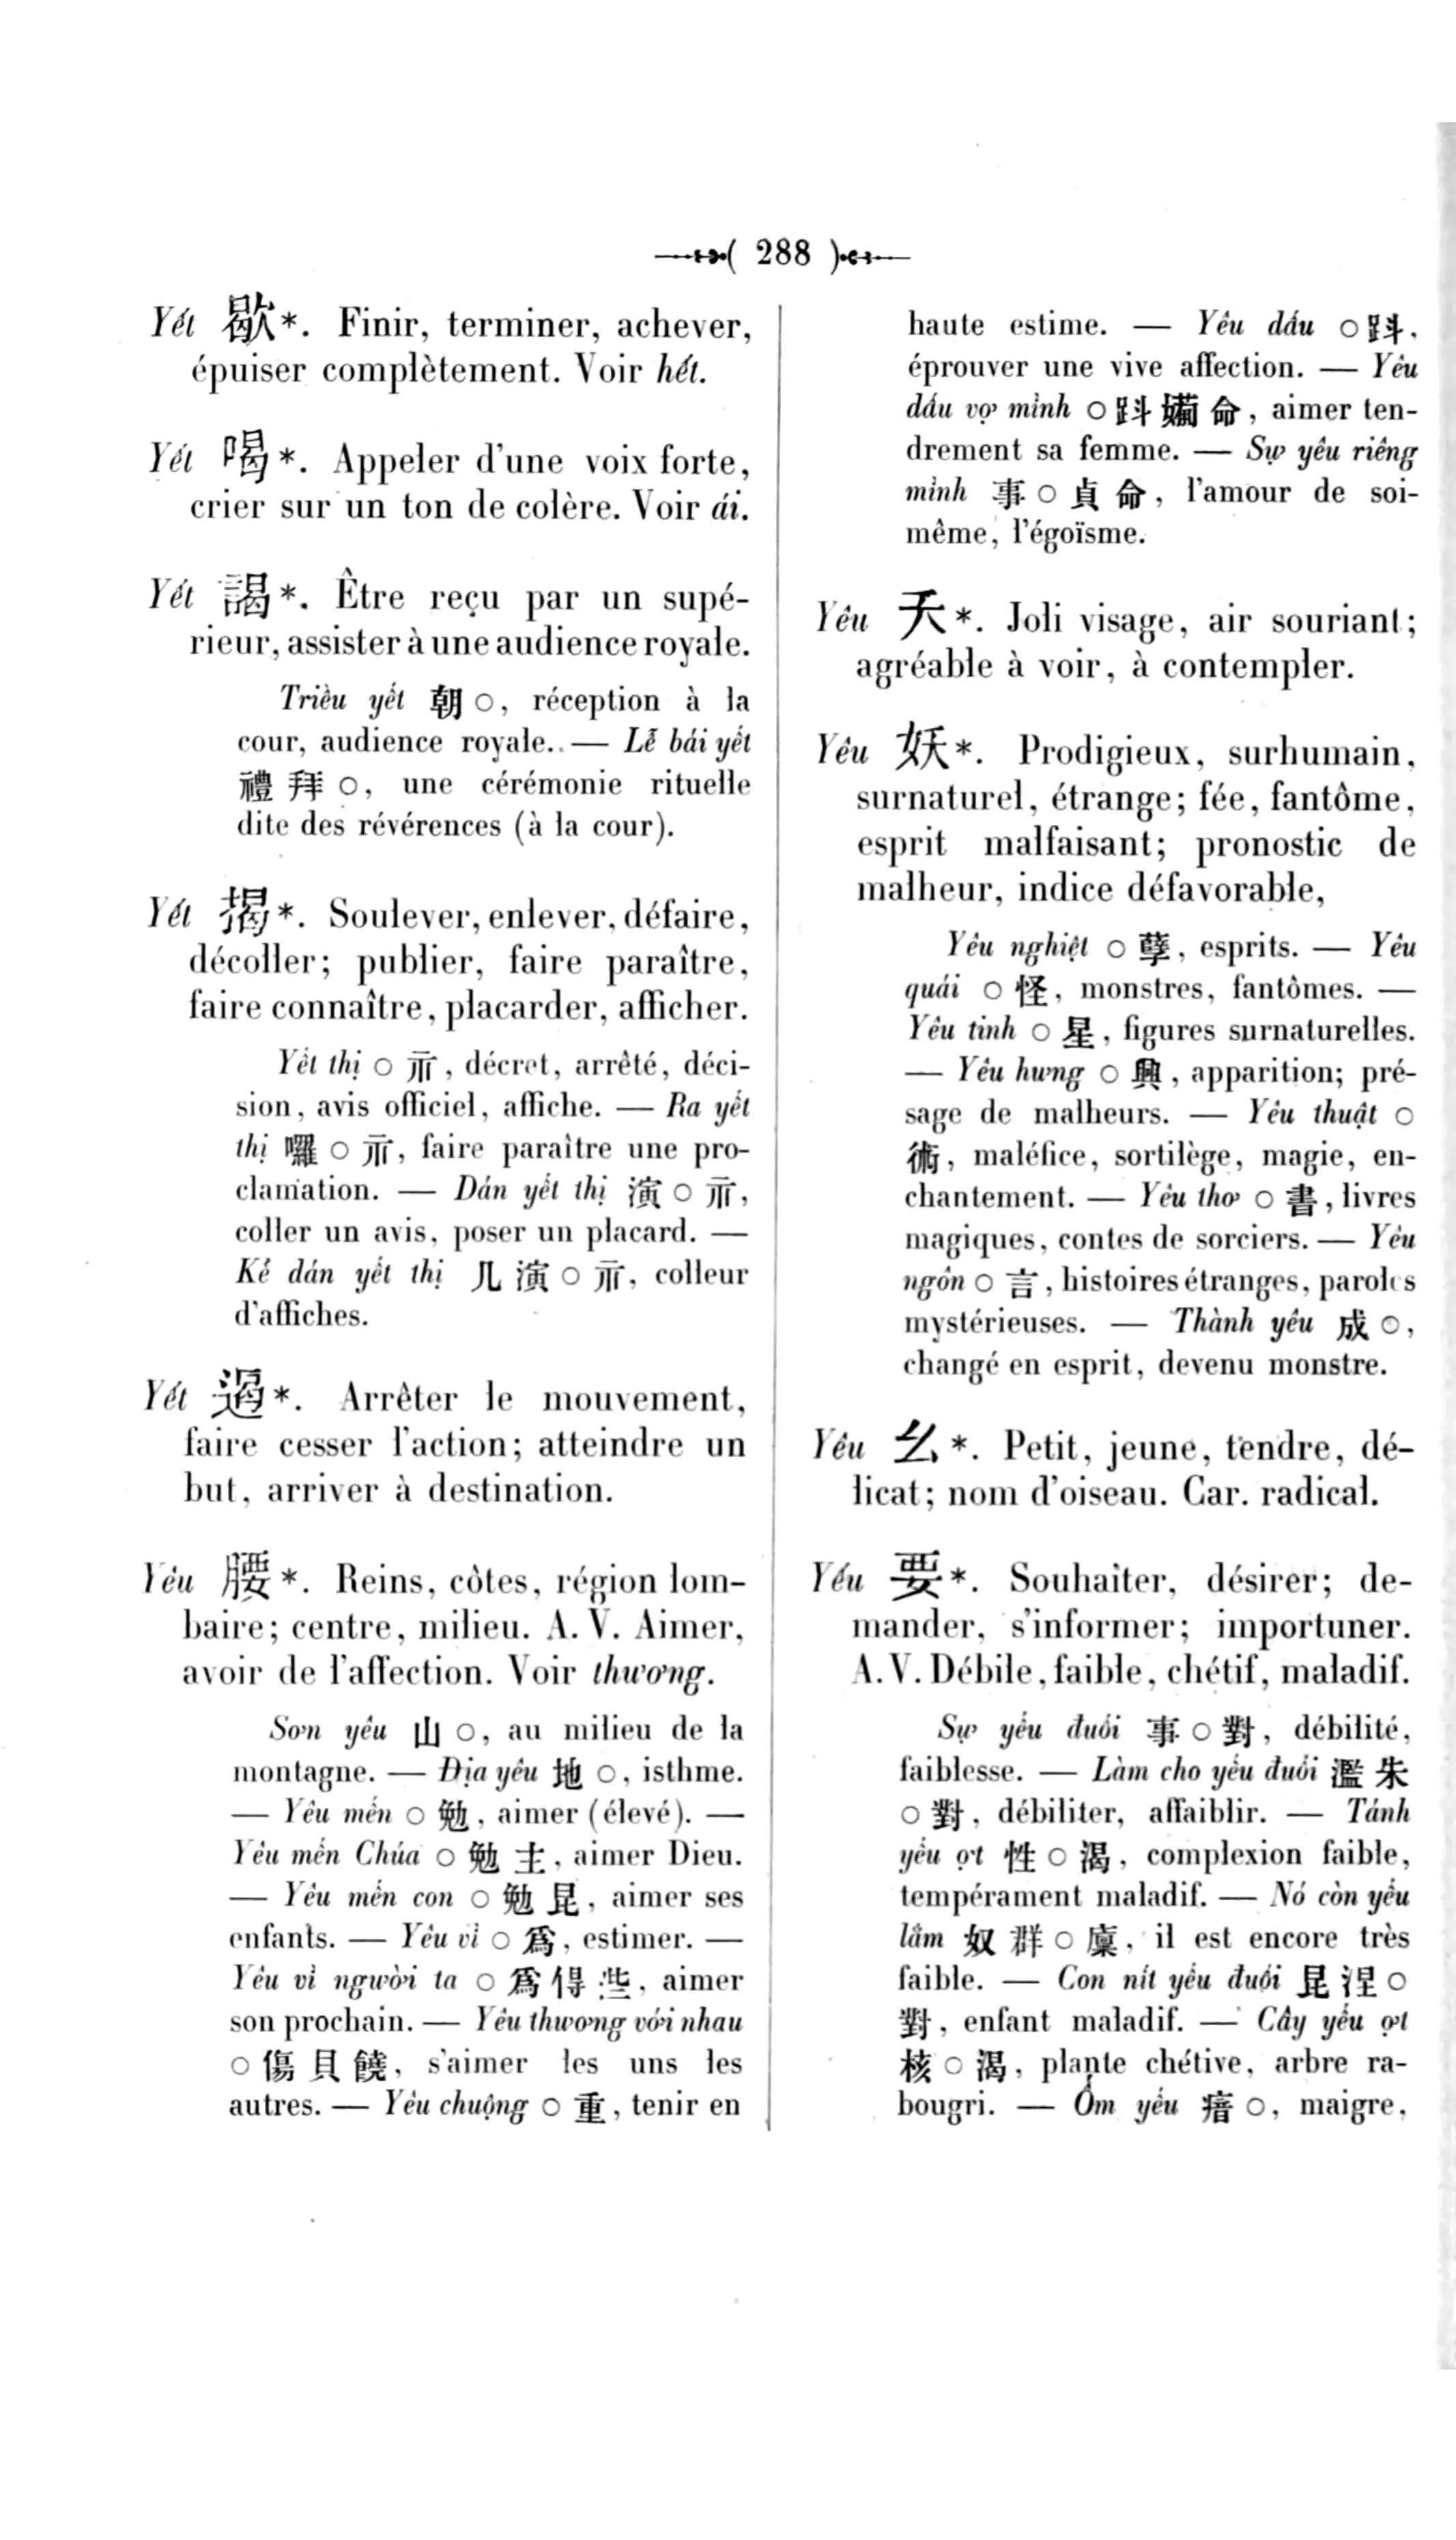 ( 288 )
Yết 歇*. Finir, terminer, achever,
épuiser complètement. Voir hết.
Yết 喝*. Appeler d'une voix forte,
crier sur un ton de colère. Voir ái.
Yết 謁*. Être reçu par un supé-
rieur, assister à une audience royale.
Triều yết 朝○, réception à la
cour, audience royale. — Lễ bái yết
禮拜○, une cérémonie rituelle
dite des révérences (à la cour).
Yết 揭*. Soulever, enlever, défaire,
décoller; publier, faire paraître,
faire connaître, placarder, afficher.
Yết thị ○示, décret, arrêté, déci-
sion, avis officiel, affiche. — Ra yết
thị 囉○示, faire paraître une pro-
clamation. — Dán yết thị 演○示,
coller un avis, poser un placard. —
Kẻ dán yết thị 几演○示, colleur
d'affiches.
Yết 遏*. Arrêter le mouvement,
faire cesser l'action; atteindre un
but, arriver à destination.
Yêu 腰*. Reins, côtes, région lom-
baire; centre, milieu. A. V. Aimer,
avoir de l'affection. Voir thương.
Sơn yêu 山○, au milieu de la
montagne. — Địa yêu 地○, isthme.
— Yêu mến ○勉, aimer (élevé). —
Yêu mến Chúa ○勉主, aimer Dieu.
— Yêu mến con ○勉昆, aimer ses
enfants. — Yêu vì ○爲, estimer. —
Yêu vì người ta ○爲得些, aimer
son prochain. — Yêu thương với nhau
○傷貝饒, s'aimer les uns les
autres. — Yêu chuộng ○重, tenir en
haute estime. — Yêu dấu ○𧿫,
éprouver une vive affection. — Yêu
dấu vợ mình ○𧿫 命, aimer ten-
drement sa femme. — Sự yêu riêng
mình 事○貞命, l'amour de soi-
même, l'égoïsme.
Yêu 夭*. Joli visage, air souriant;
agréable à voir, à contempler.
Yêu 妖*. Prodigieux, surhumain,
surnaturel, étrange; fée, fantôme,
esprit malfaisant; pronostic de
malheur, indice défavorable,
Yêu nghiệt ○孽, esprits. — Yêu
quái ○怪, monstres, fantômes. —
Yêu tinh ○星, figures surnaturelles.
— Yêu hưng ○興, apparition; pré-
sage de malheurs. — Yêu thuật ○
術, maléfice, sortilège, magie, en-
chantement. — Yêu thơ ○書, livres
magiques, contes de sorciers. — Yêu
ngôn ○言, histoires étranges, paroles
mystérieuses. — Thành yêu 成○,
changé en esprit, devenu monstre.
Yêu 幺*. Petit, jeune, tendre, dé-
licat; nom d'oiseau. Car. radical.
Yếu 要*. Souhaiter, désirer; de-
mander, s'informer; importuner.
A. V. Débile, faible, chétif, maladif.
Sự yếu đuối 事○對, débilité,
faiblesse. — Làm cho yếu đuối 濫朱
○對, débiliter, affaiblir. — Tánh
yếu ợt 性○渴, complexion faible,
tempérament maladif. — Nó còn yếu
lắm 奴群○廩, il est encore très
faible. — Con nít yếu đuối 昆涅○
對, enfant maladif. — Cây yếu ợt
核○渴, plante chétive, arbre ra-
bougri. — Ốm yếu 瘖○, maigre,